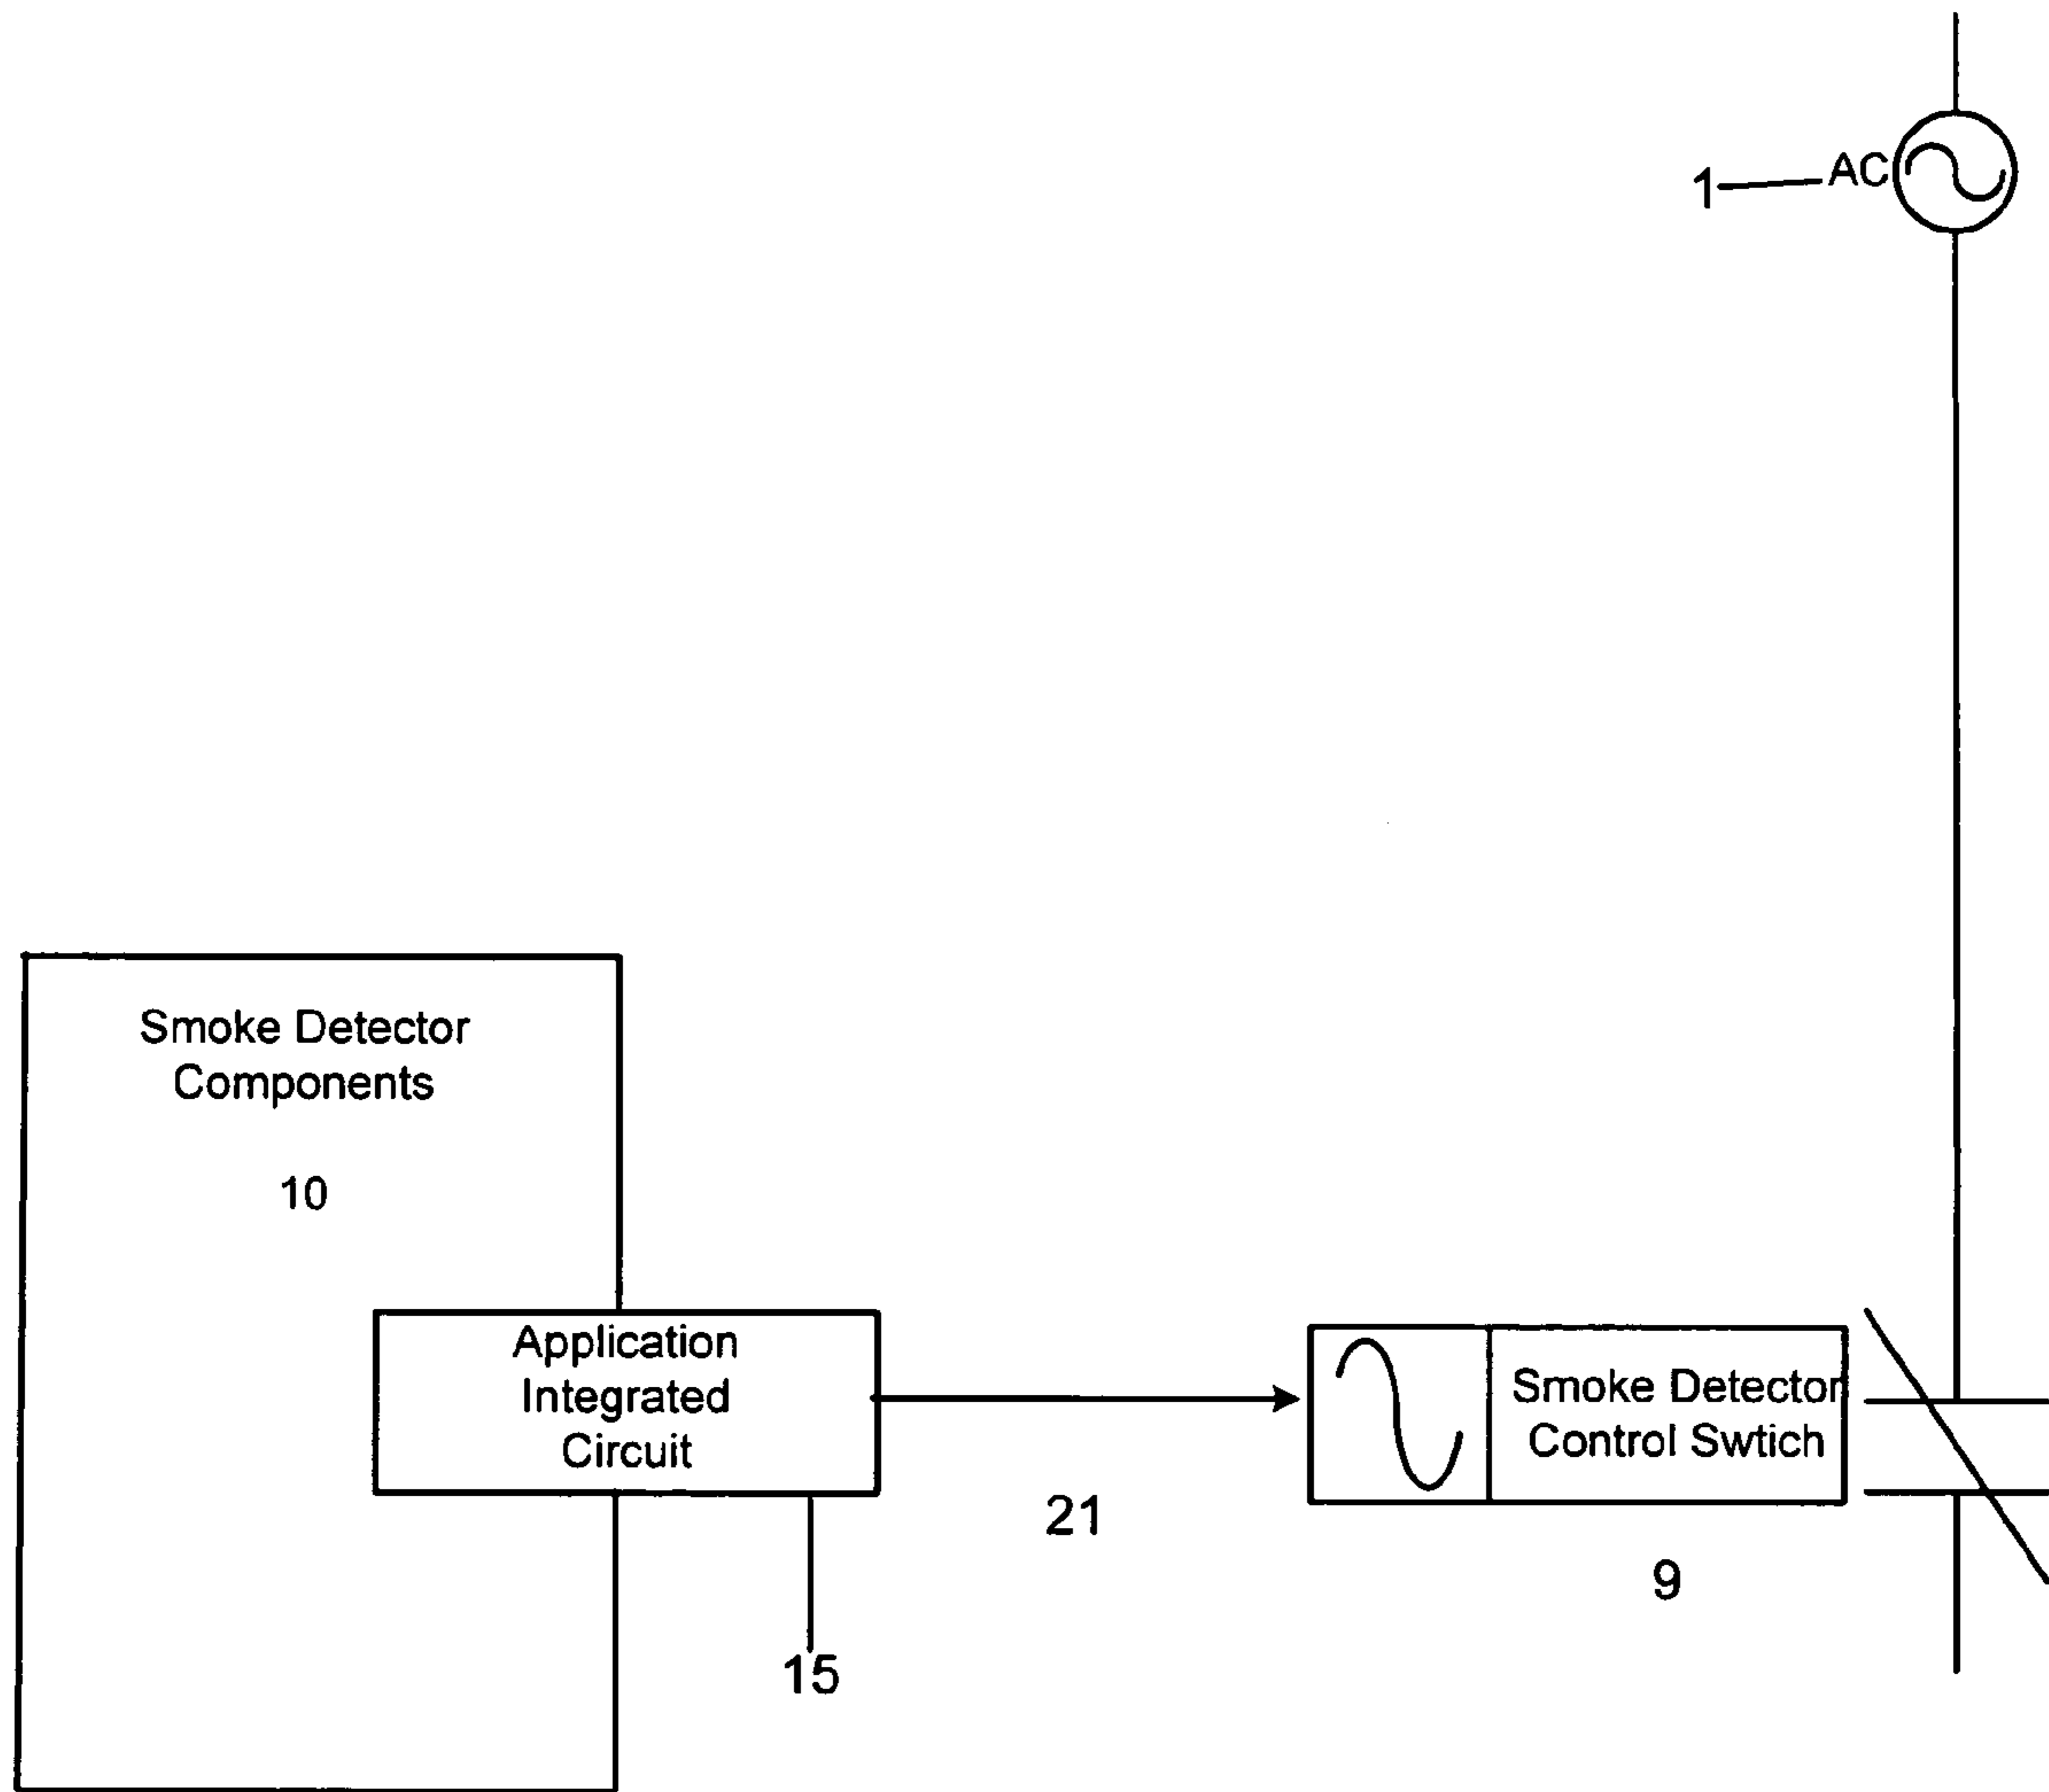 1
AC
Smoke Detector
Components
10
Application
Integrated
Circuit
21
15
Smoke Detector
Control Swtich
9